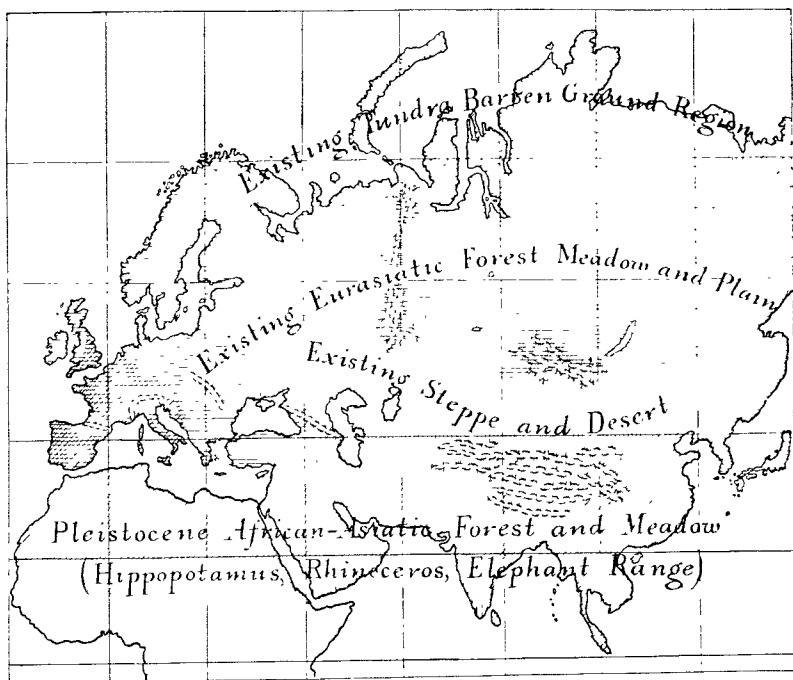 Existing Tundra Barren Ground Region
Existing Eurasiatic Forest Meadow and Plain
Existing Steppe and Desert
Pleistocene African-Asiatic Forest and Meadow
(Hippopotamus, Rhineceros, Elephant Range)